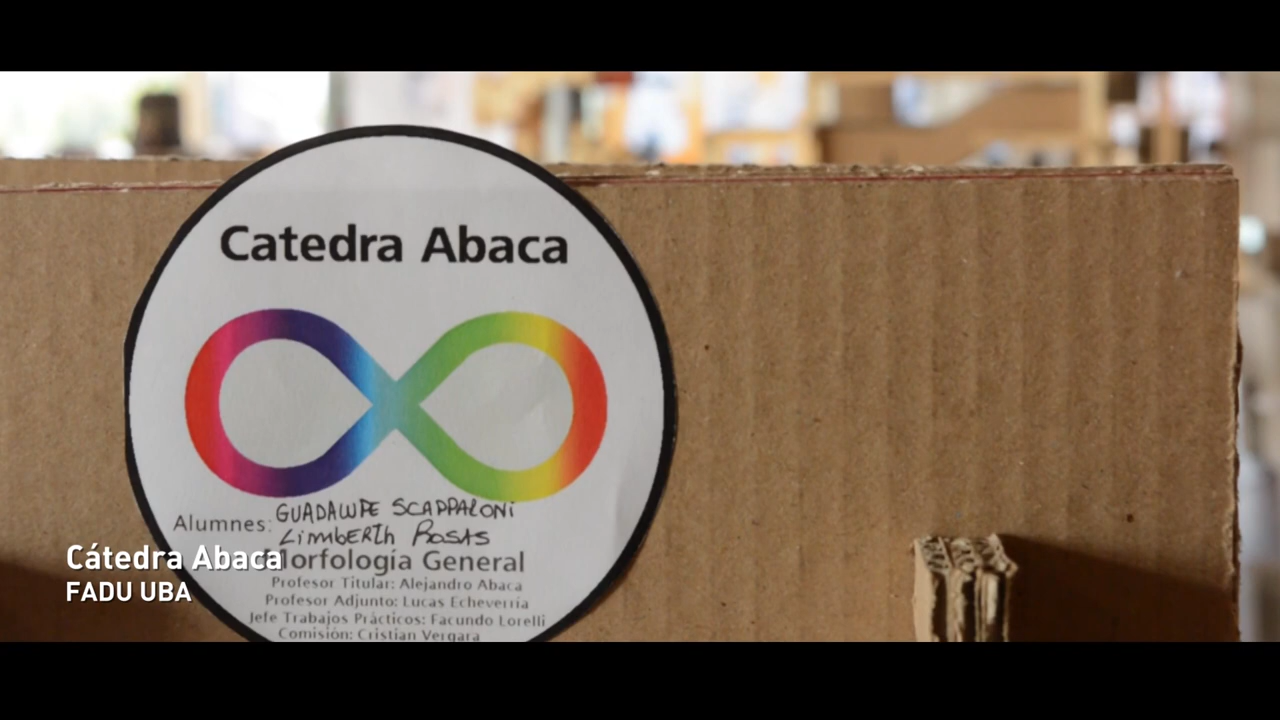 Catedra Abaca
Alumnes: GUADALUPE SCAPPALONI
LimbERTh ROSAS
Morfología General
Profesor Titular: Alejandro Abaca
Profesor Adjunto: Lucas Echeverría
Jefe Trabajos Prácticos: Facundo Lorelli
Comisión: Cristian Vergara
Cátedra Abaca
FADU UBA